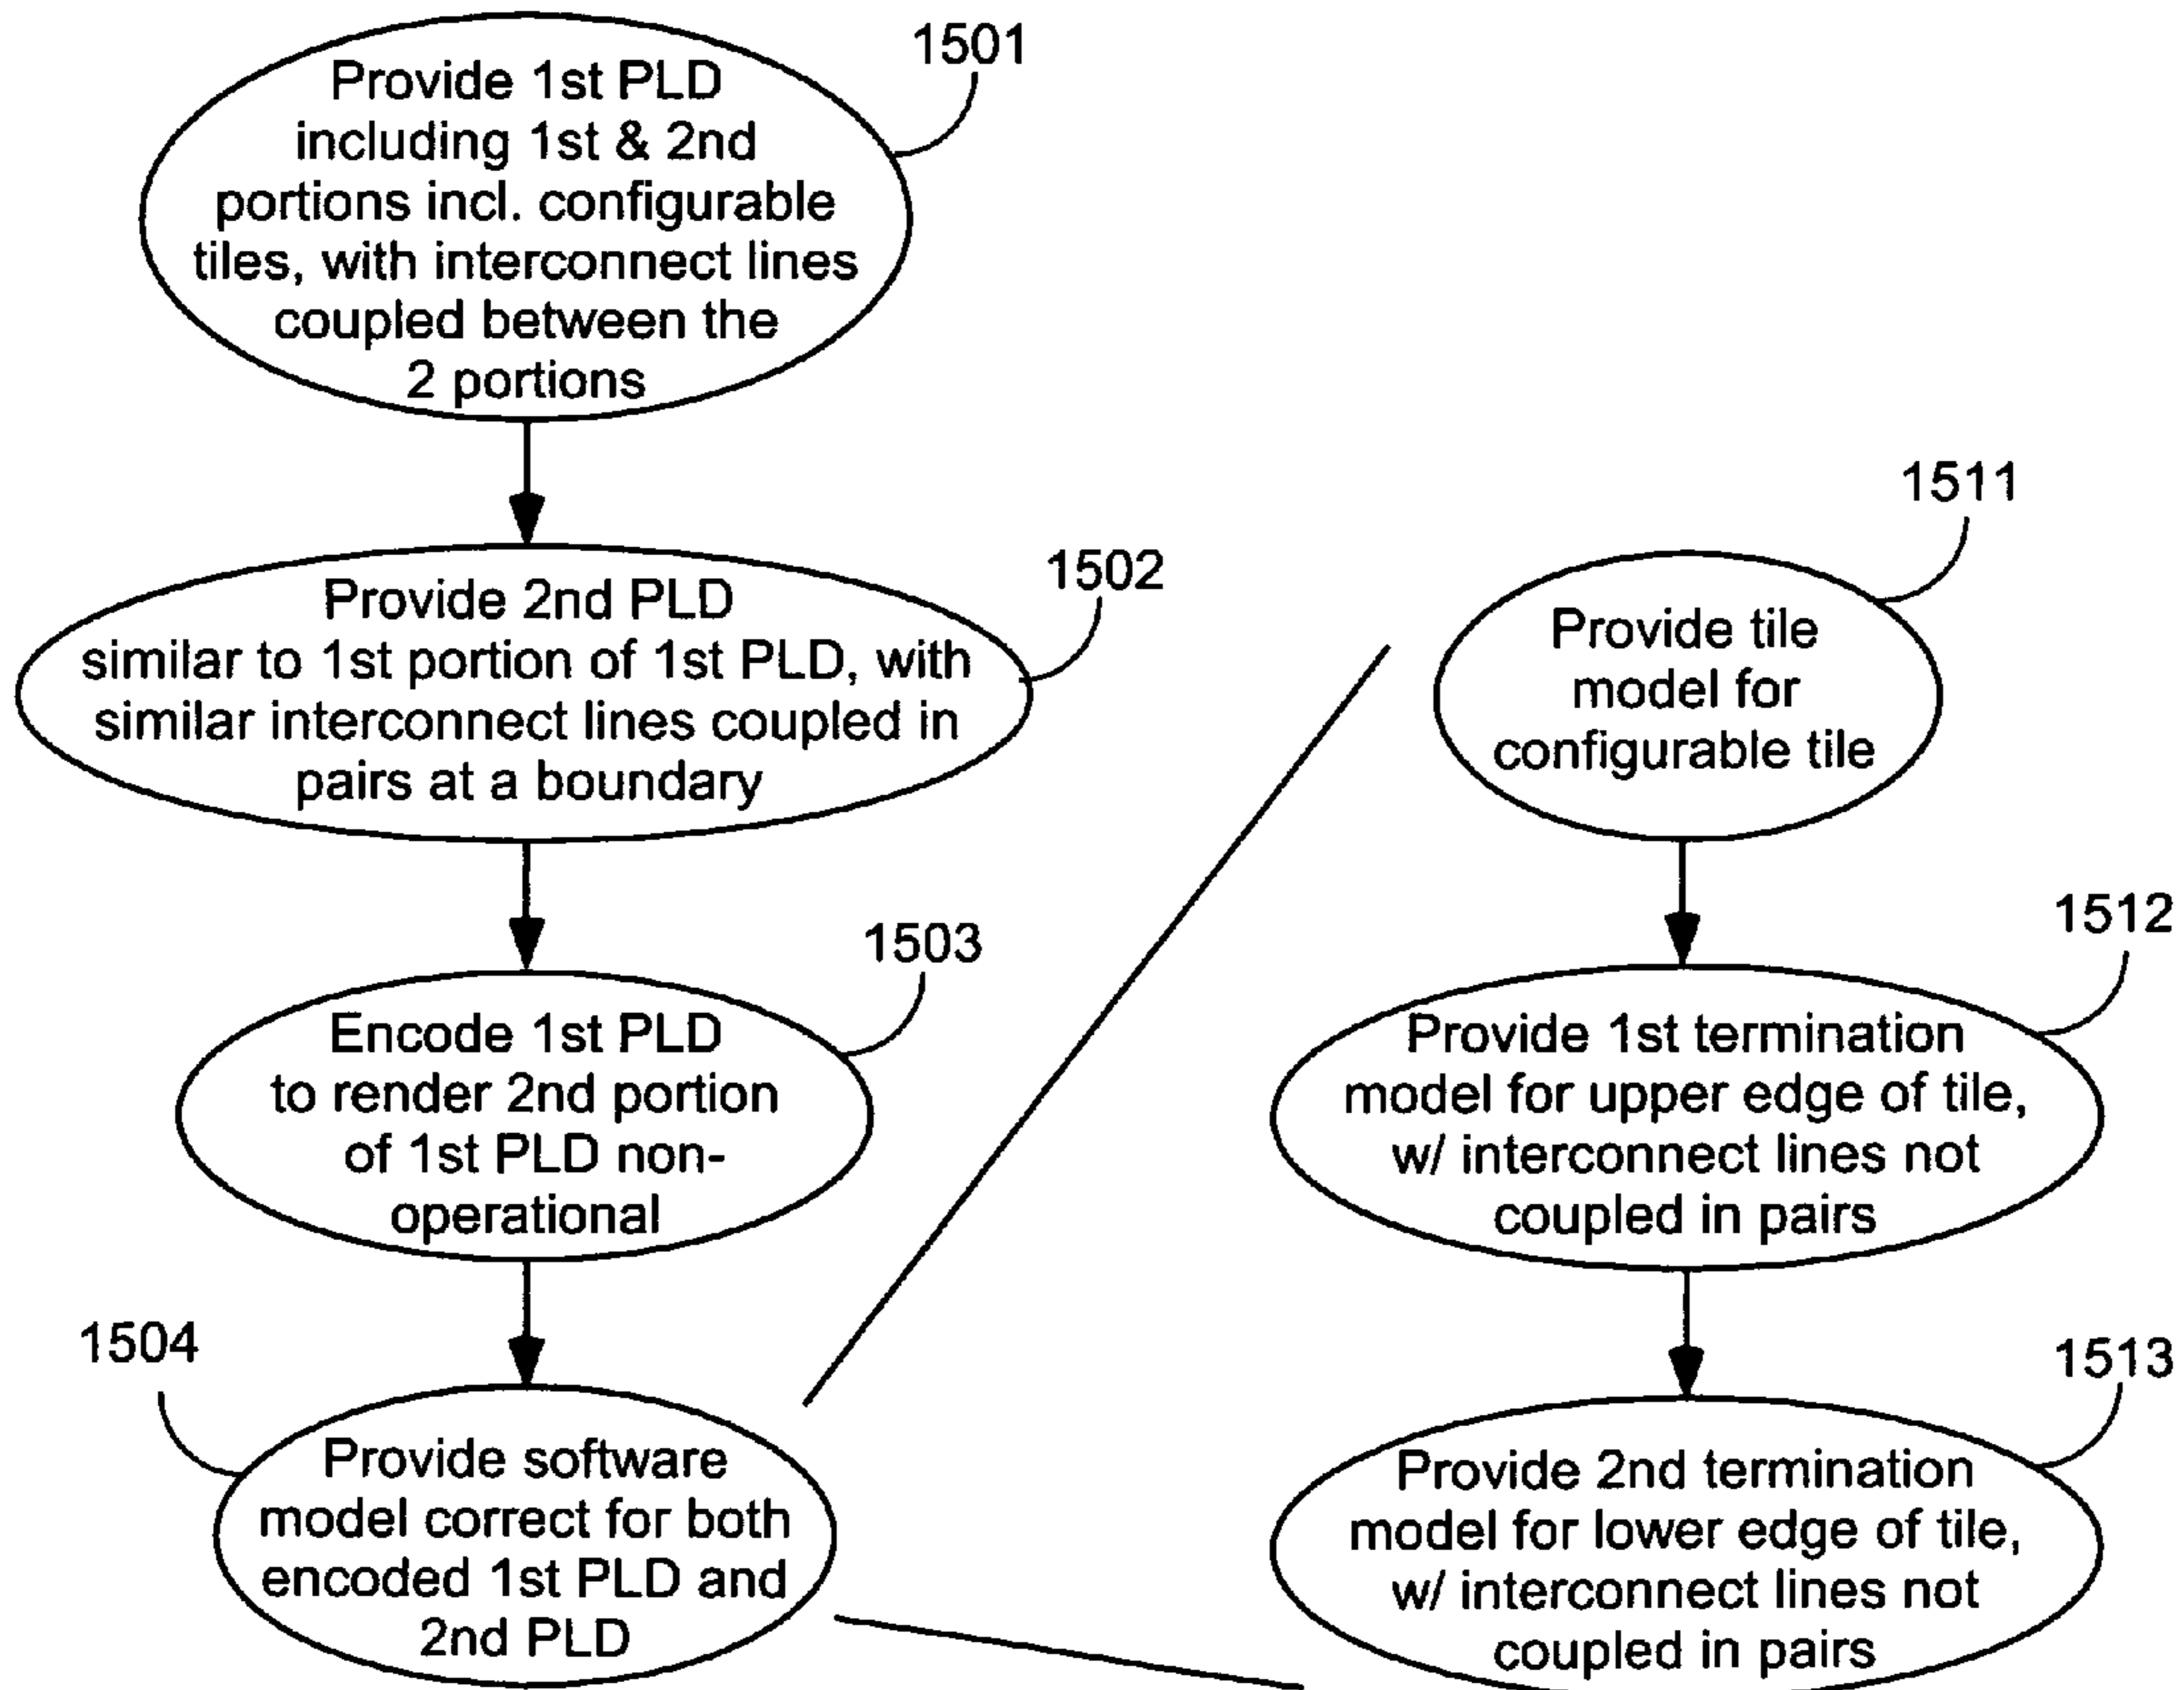 1501
Provide 1st PLD
including 1st & 2nd
portions incl. configurable
tiles, with interconnect lines
coupled between the
2 portions
1502
Provide 2nd PLD
similar to 1st portion of 1st PLD, with
similar interconnect lines coupled in
pairs at a boundary
1503
Encode 1st PLD
to render 2nd portion
of 1st PLD non-
operational
1504
Provide software
model correct for both
encoded 1st PLD and
2nd PLD
1511
Provide tile
model for
configurable tile
1512
Provide 1st termination
model for upper edge of tile,
w/ interconnect lines not
coupled in pairs
1513
Provide 2nd termination
model for lower edge of tile,
w/ interconnect lines not
coupled in pairs